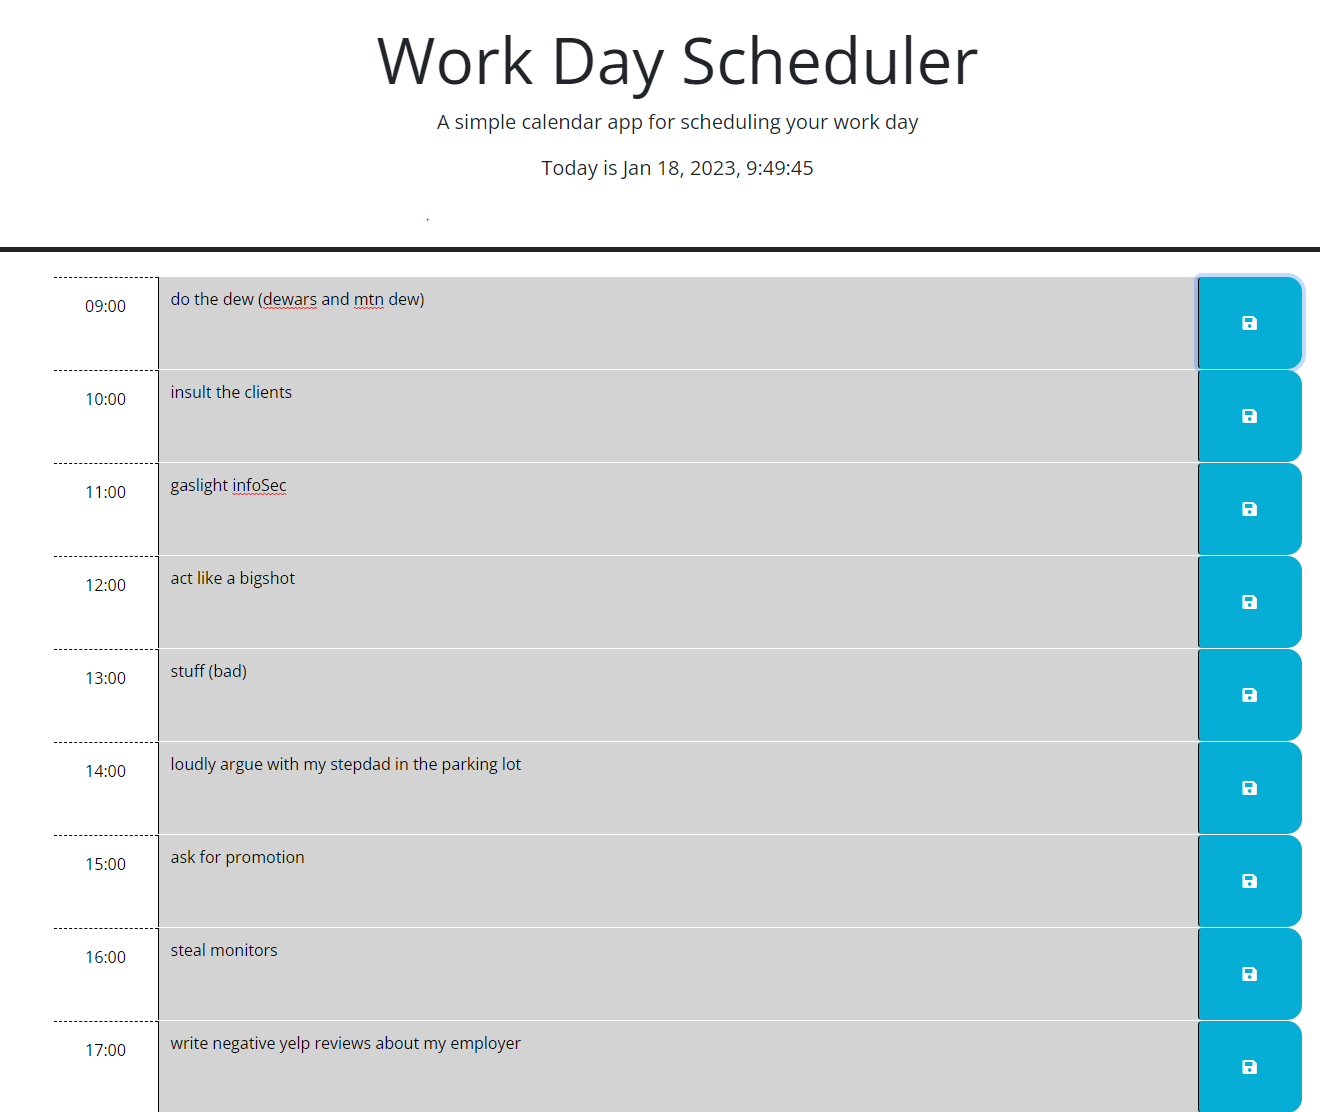 Work Day Scheduler
A simple calendar app for scheduling your work day
Today is Jan 18, 2023, 9:49:45
09:00 do the dew (dewars and mtn dew)
10:00 insult the clients
11:00 gaslight infoSec
12:00 act like a bigshot
13:00 stuff (bad)
14:00 loudly argue with my stepdad in the parking lot
15:00 ask for promotion
16:00 steal monitors
17:00 write negative yelp reviews about my employer